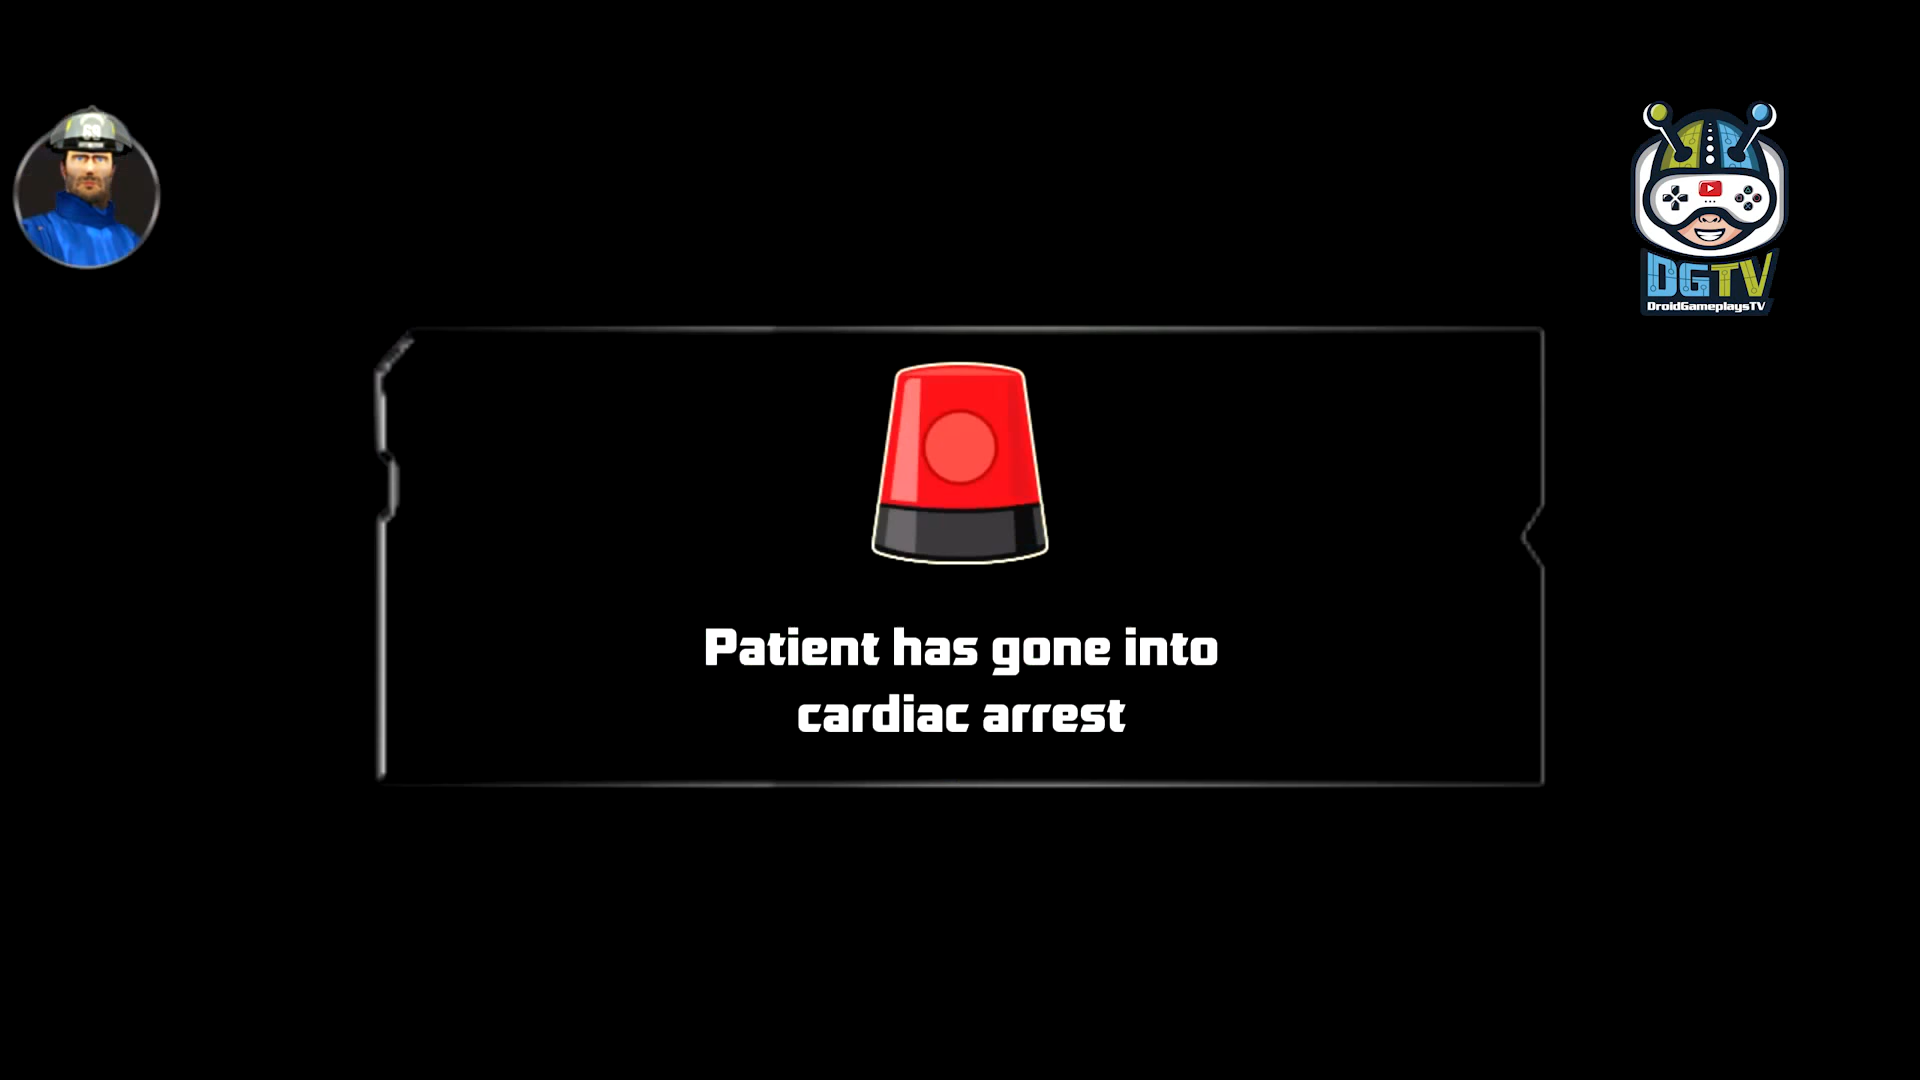 DGTV
DroidGameplaysTV
Patient has gone into
cardiac arrest